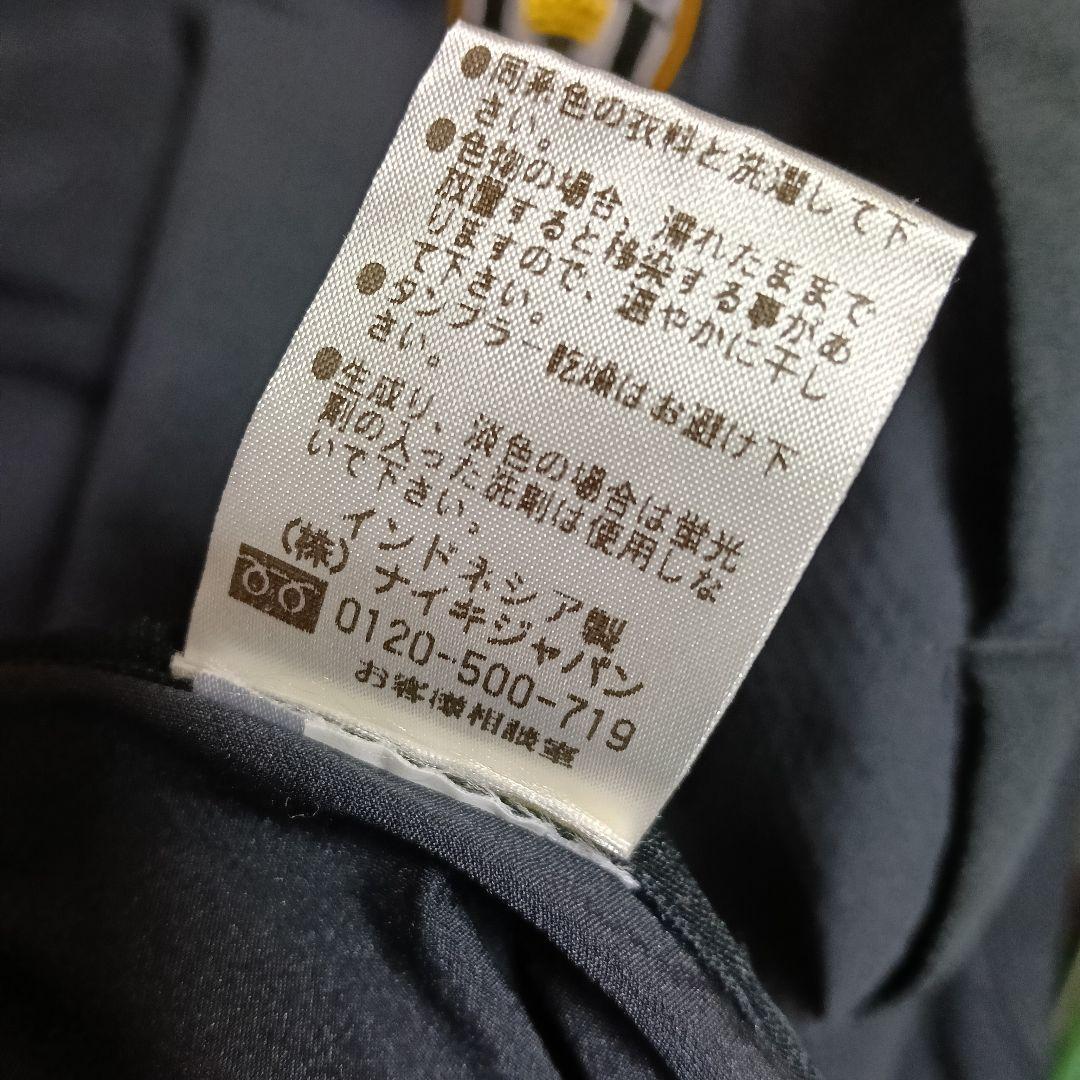 ●同系色の衣料と洗濯して下
さい。
●色物の場合、濡れたままで
放置すると移染する事があ
りますので、速やかに干し
て下さい。
●タンブラー乾燥はお避け下
さい。
●生成り、淡色の場合は蛍光
剤の入った洗剤は使用しな
いて下さい。
インドネシア製
(株)ナイキジャパン
0120-500-719
お客様相談室